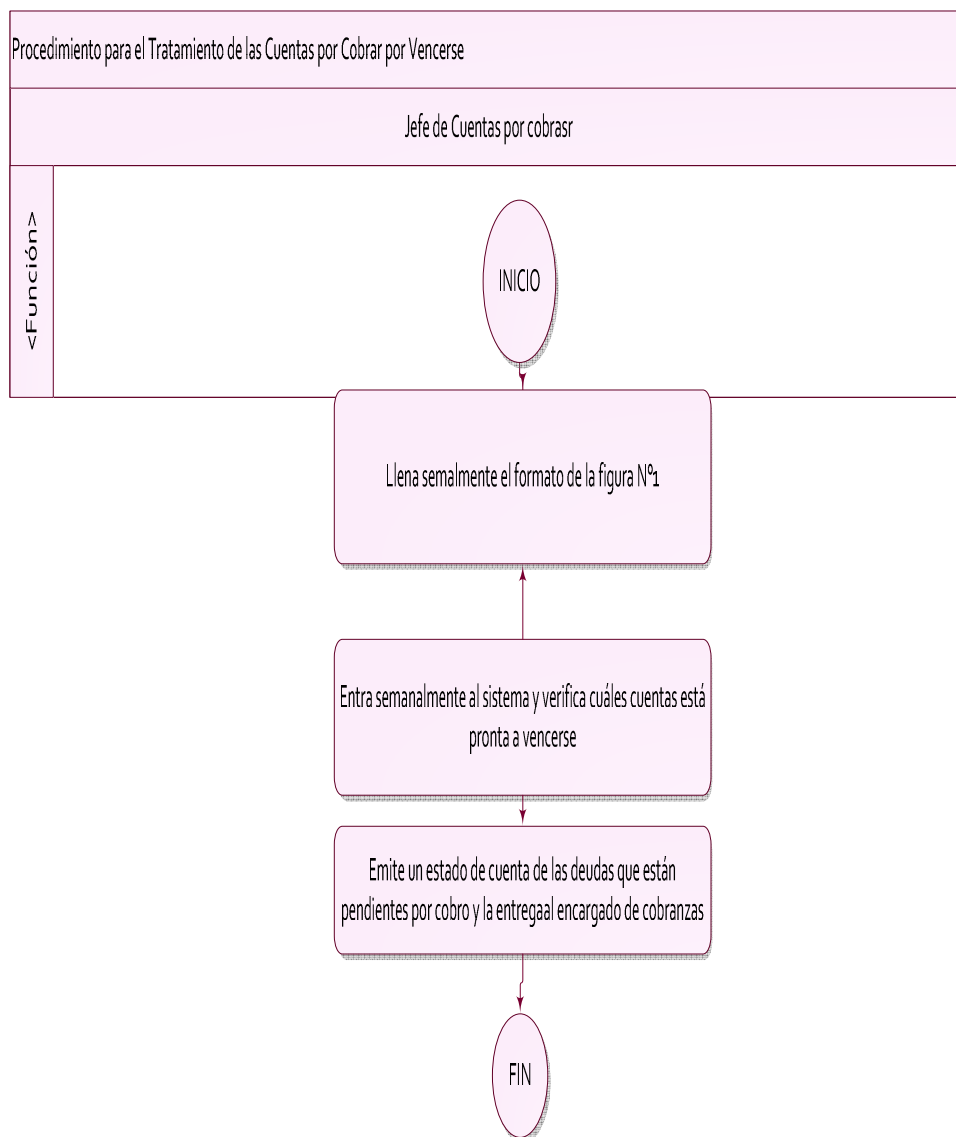 Procedimiento para el Tratamiento de las Cuentas por Cobrar por Vencerse
Jefe de Cuentas por cobrasr
<Función>
INICIO
Llena semalmente el formato de la figura Nº1
Entra semanalmente al sistema y verifica cuáles cuentas está
pronta a vencerse
Emite un estado de cuenta de las deudas que están
pendientes por cobro y la entregaal encargado de cobranzas
FIN